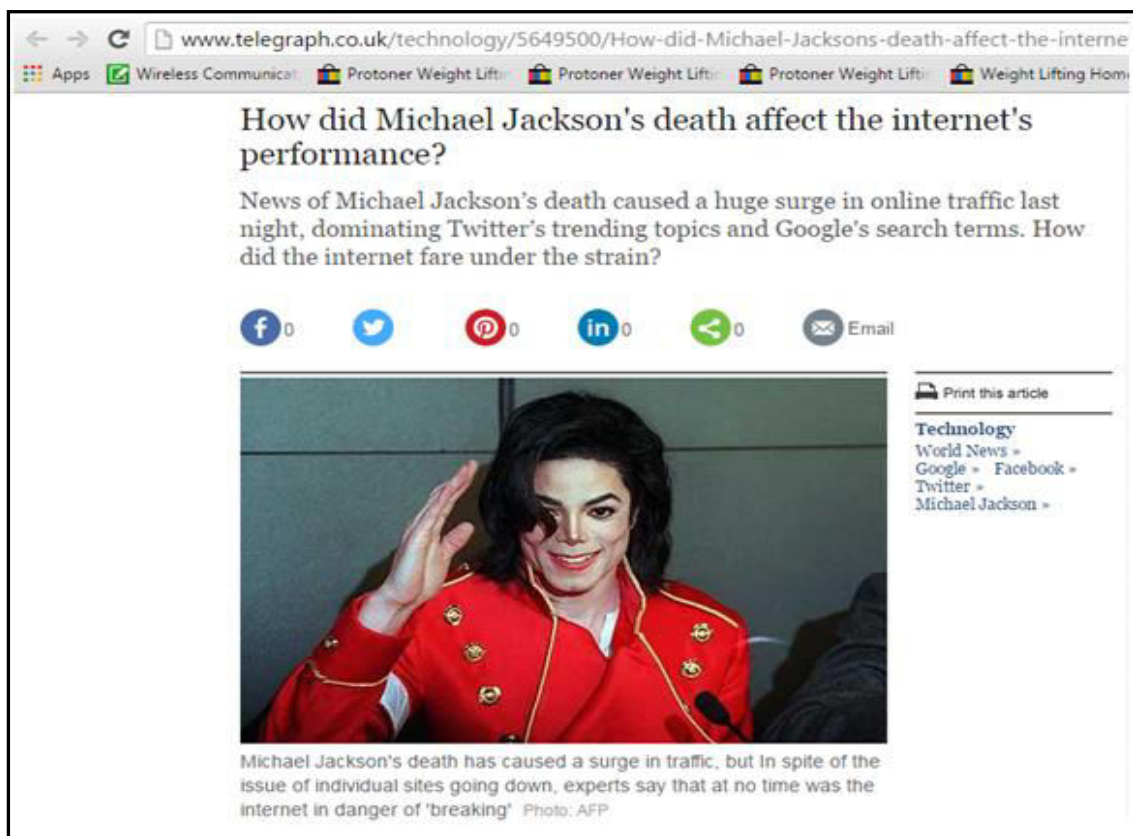 www.telegraph.co.uk/technology/5649500/How-did-Michael-Jacksons-death-affect-the-interne
Apps Wireless Communicat Protoner Weight Liftin Protoner Weight Liftin Protoner Weight Liftin Weight Lifting Hom
How did Michael Jackson's death affect the internet's
performance?
News of Michael Jackson's death caused a huge surge in online traffic last
night, dominating Twitter's trending topics and Google's search terms. How
did the internet fare under the strain?
0 0 0 0 Email
Print this article
Technology
World News »
Google » Facebook »
Twitter »
Michael Jackson »
Michael Jackson's death has caused a surge in traffic, but In spite of the
issue of individual sites going down, experts say that at no time was the
internet in danger of 'breaking' Photo: AFP